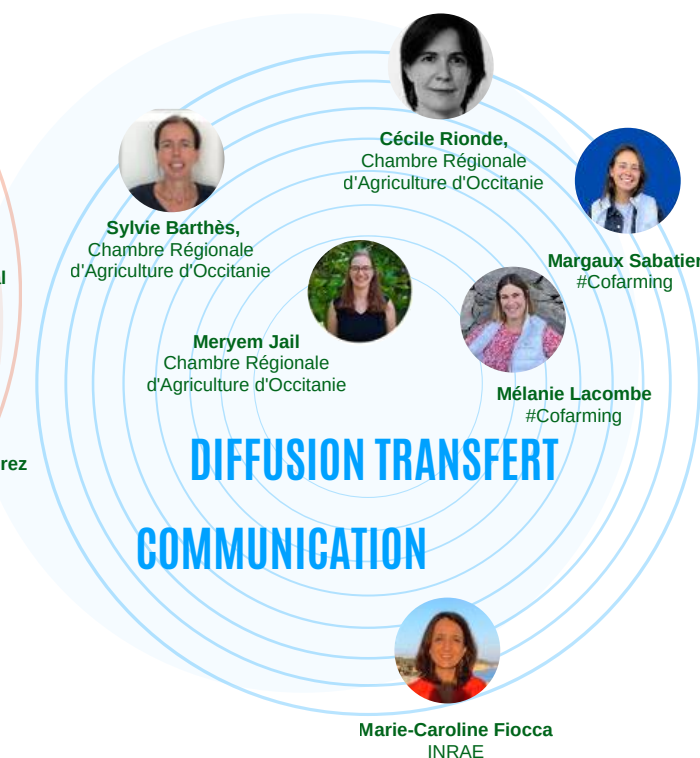 Cécile Rionde,
Chambre Régionale
d'Agriculture d'Occitanie
Sylvie Barthès,
Chambre Régionale
d'Agriculture d'Occitanie
Margaux Sabatier
#Cofarming
l
Meryem Jail
Chambre Régionale
d'Agriculture d'Occitanie
Mélanie Lacombe
#Cofarming
DIFFUSION TRANSFERT
rez
COMMUNICATION
Marie-Caroline Fiocca
INRAE